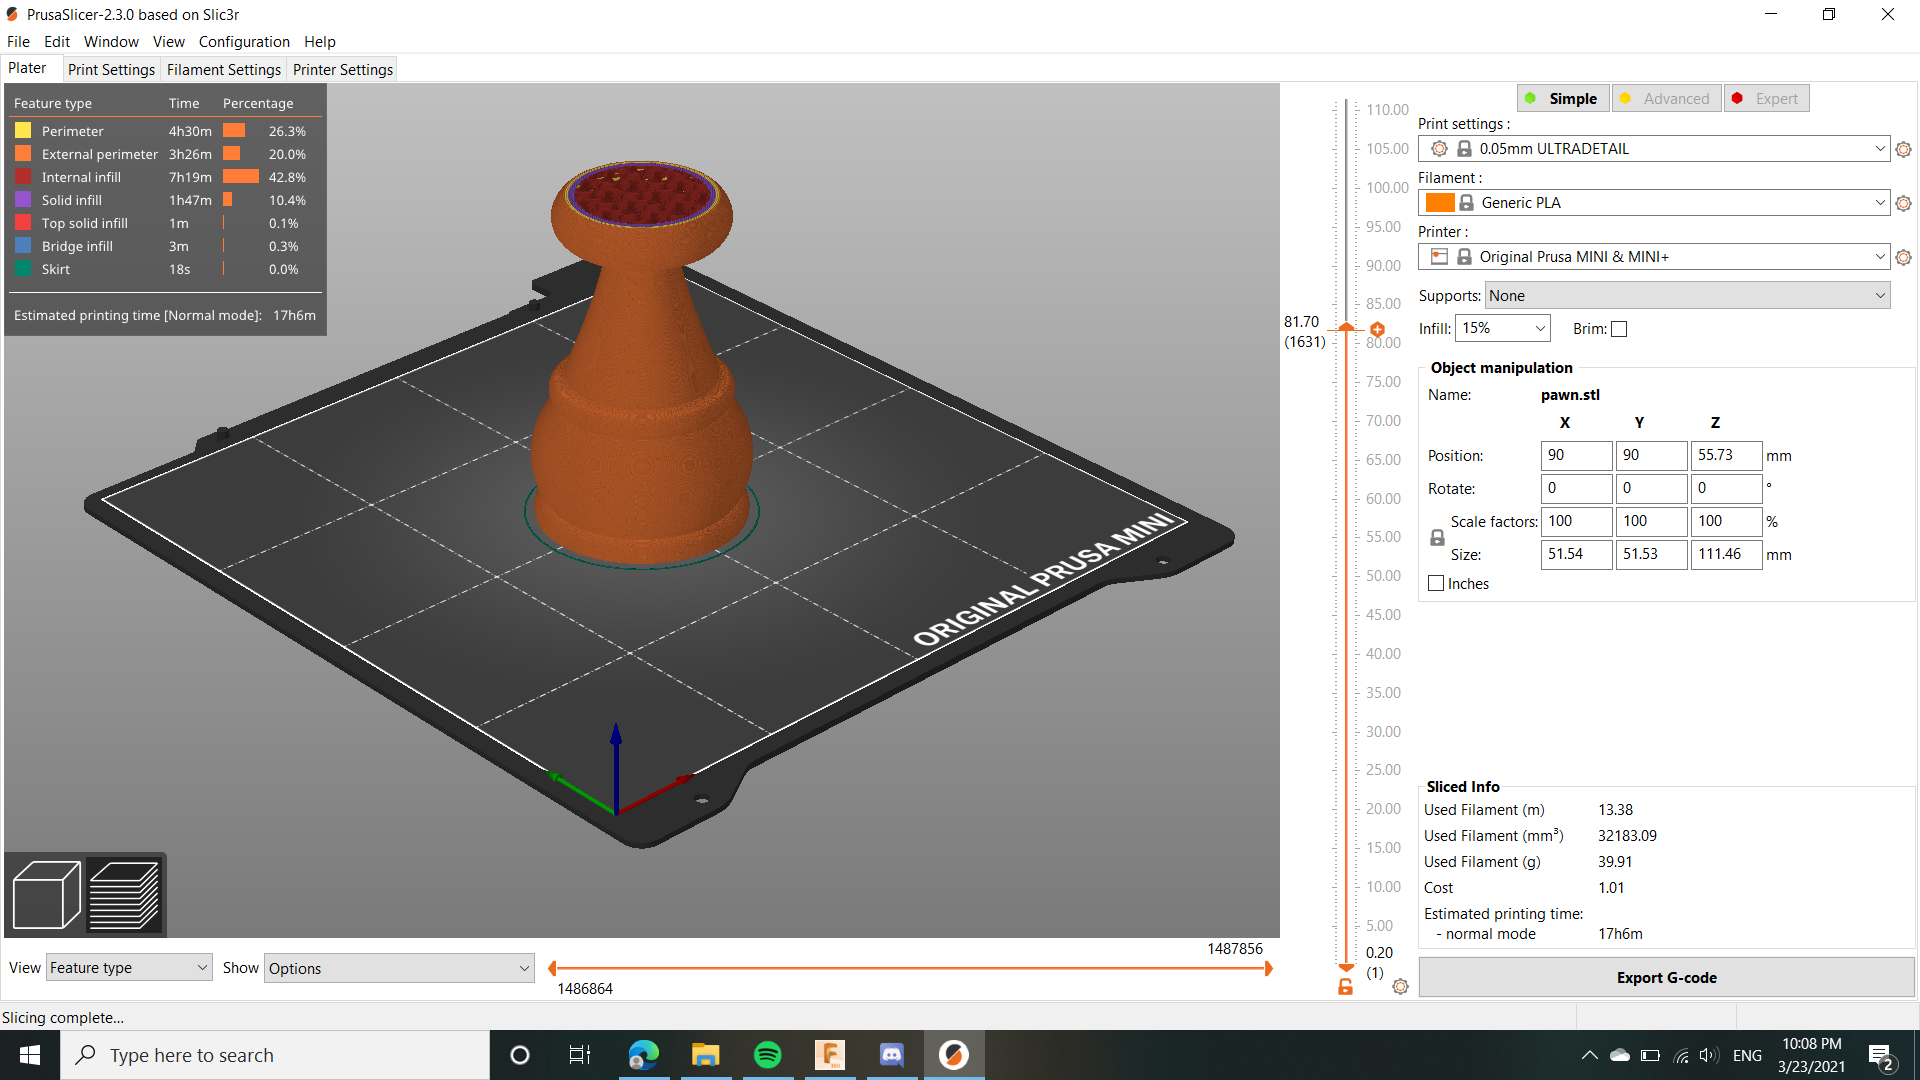 PrusaSlicer-2.3.0 based on Slic3r
File Edit Window View Configuration Help
Plater Print Settings Filament Settings Printer Settings
Feature type Time Percentage
Perimeter 4h30m 26.3%
External perimeter 3h26m 20.0%
Internal infill 7h19m 42.8%
Solid infill 1h47m 10.4%
Top solid infill 1m 0.1%
Bridge infill 3m 0.3%
Skirt 18s 0.0%
Estimated printing time [Normal mode]: 17h6m
ORIGINAL PRUSA MINI
110.00
105.00
100.00
95.00
90.00
85.00
81.70
(1631)
80.00
75.00
70.00
65.00
60.00
55.00
50.00
45.00
40.00
35.00
30.00
25.00
20.00
15.00
10.00
5.00
0.20
(1)
Simple Advanced Expert
Print settings :
0.05mm ULTRADETAIL
Filament :
Generic PLA
Printer :
Original Prusa MINI & MINI+
Supports: None
Infill: 15% Brim:
Object manipulation
Name: pawn.stl
X Y Z
Position: 90 90 55.73 mm
Rotate: 0 0 0 °
Scale factors: 100 100 100 %
Size: 51.54 51.53 111.46 mm
Inches
Sliced Info
Used Filament (m) 13.38
Used Filament (mm³) 32183.09
Used Filament (g) 39.91
Cost 1.01
Estimated printing time:
- normal mode 17h6m
Export G-code
View Feature type Show Options
1487856
1486864
Slicing complete...
Type here to search
ENG
10:08 PM
3/23/2021
2